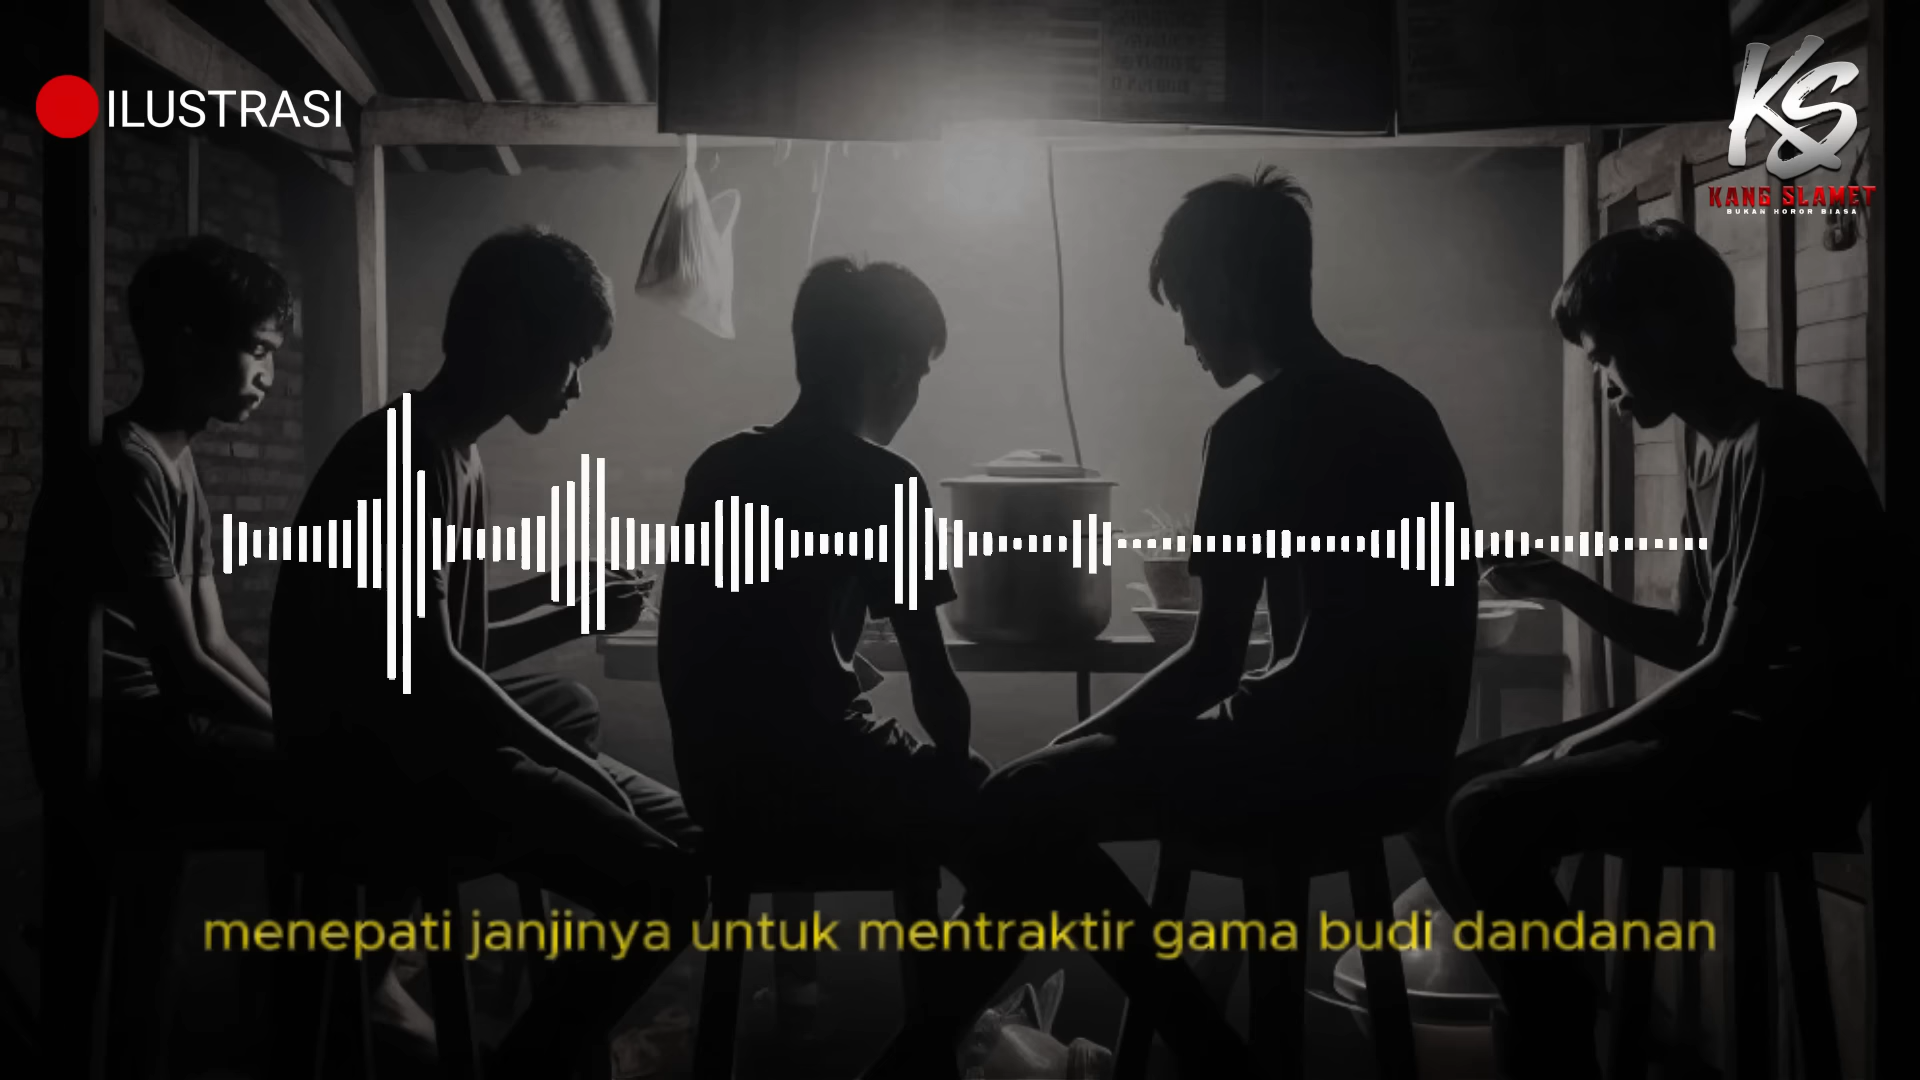 ILUSTRASI
KS
KANG SLAMET
BUKAN HOROR BIASA
menepati janjinya untuk mentraktir gama budi dandanan